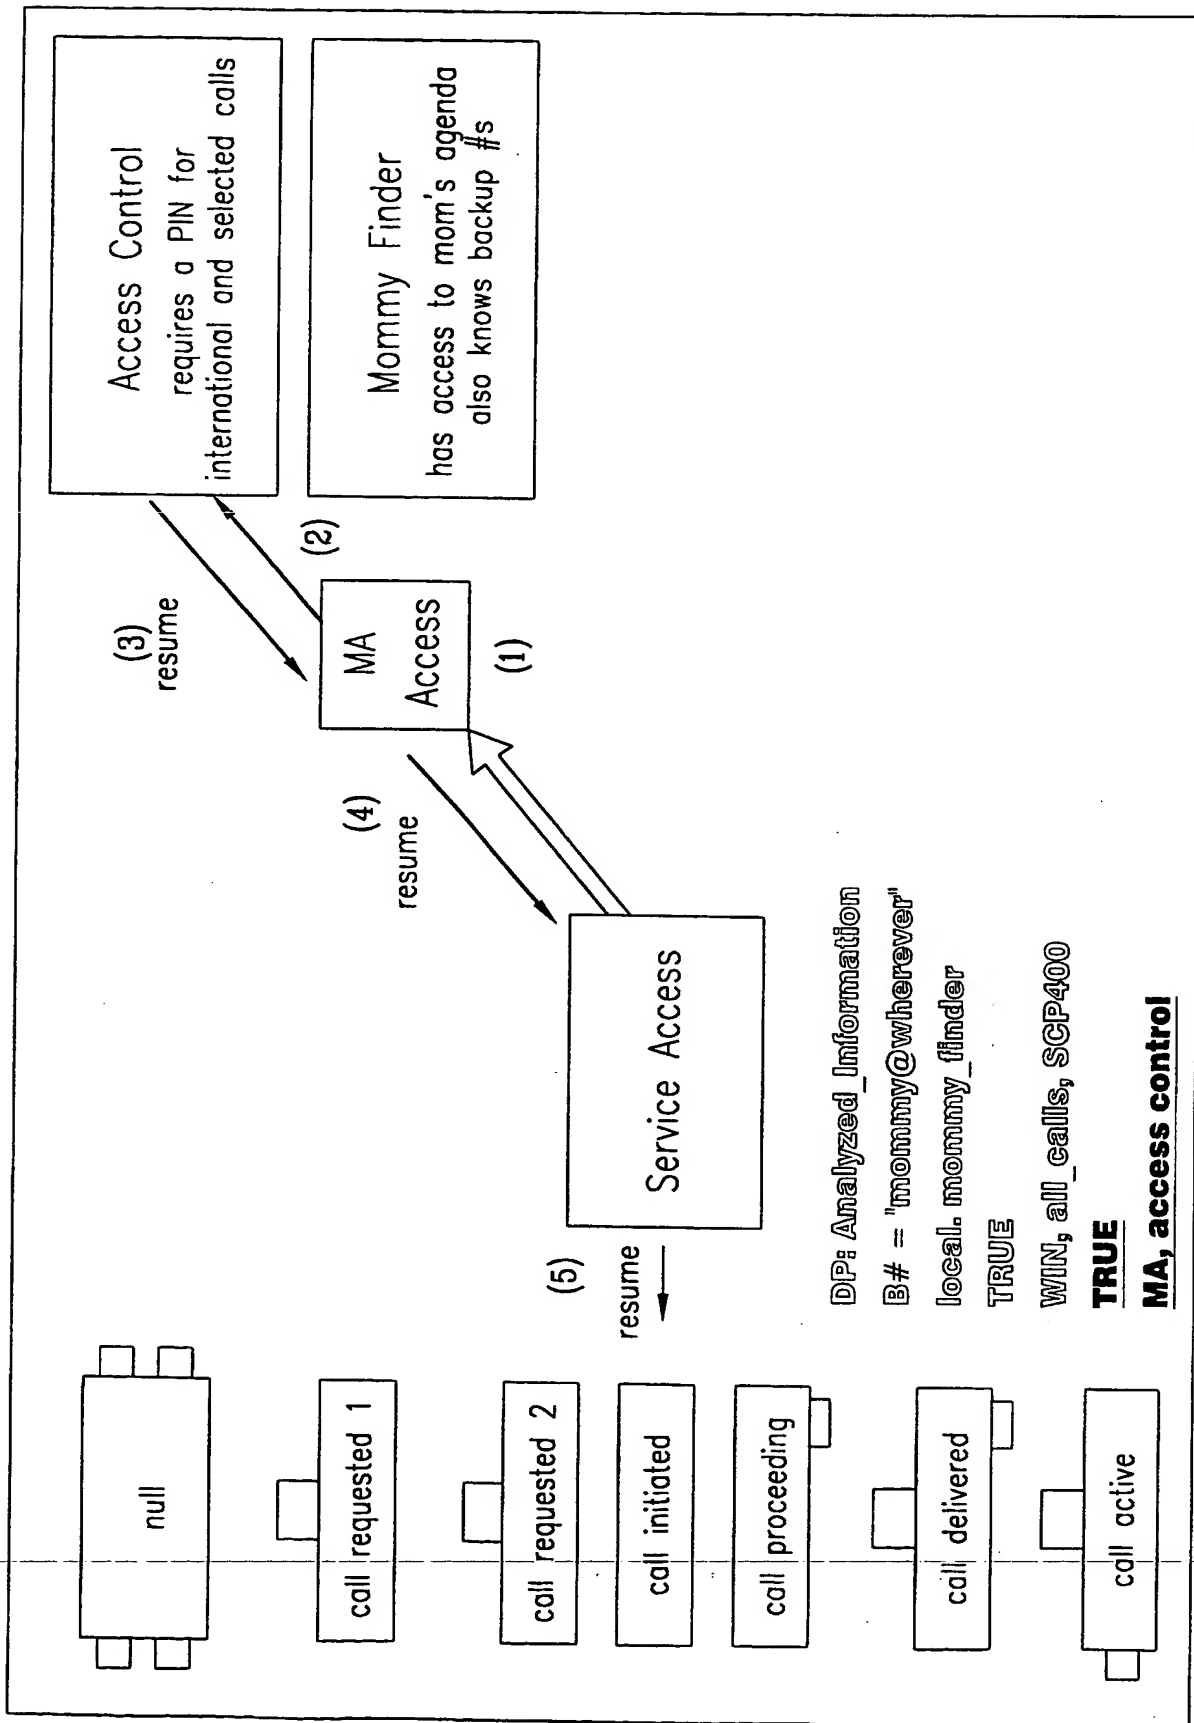 null
call requested 1
call requested 2
call initiated
call proceeding
call delivered
call active
(5)
resume
Service Access
DP: Analyzed_Information
B# = "mommy@wherever"
local. mommy_finder
TRUE
WIN, all_calls, SCP400
TRUE
MA, access control
(4)
resume
MA
Access
(1)
(3)
resume
(2)
Access Control
requires a PIN for
international and selected calls
Mommy Finder
has access to mom's agenda
also knows backup #s